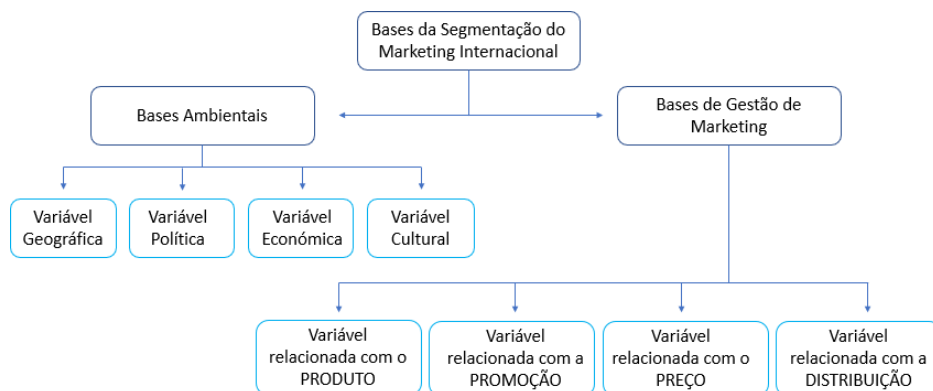 Bases da Segmentação do
Marketing Internacional
Bases Ambientais
Bases de Gestão de
Marketing
Variável
Geográfica
Variável
Política
Variável
Económica
Variável
Cultural
Variável
relacionada com o
PRODUTO
Variável
relacionada com a
PROMOÇÃO
Variável
relacionada com o
PREÇO
Variável
relacionada com a
DISTRIBUIÇÃO